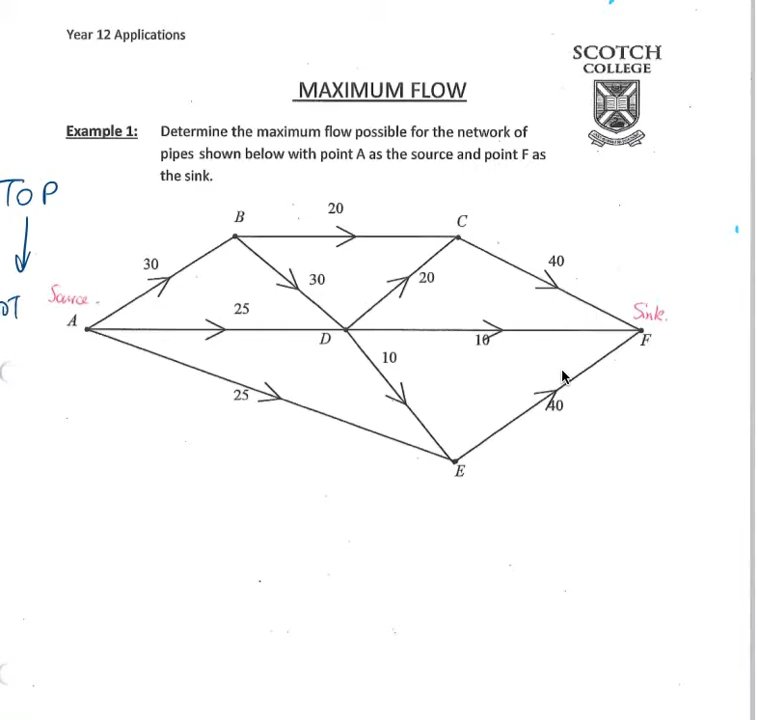 Year 12 Applications
SCOTCH
COLLEGE
MAXIMUM FLOW
Example 1: Determine the maximum flow possible for the network of
pipes shown below with point A as the source and point F as
the sink.
TOP
20
B
C
30
40
30
20
Source.
25
Sink.
A
D
10
F
10
25
40
E